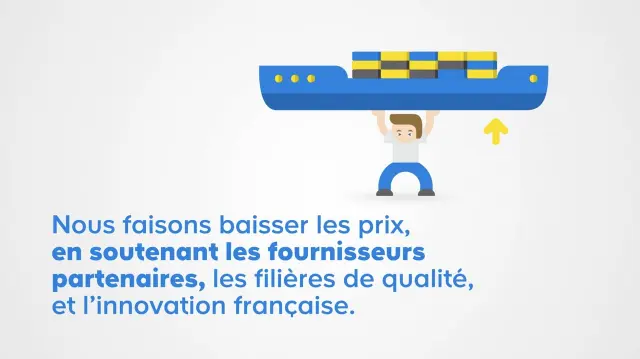 Nous faisons baisser les prix,
en soutenant les fournisseurs
partenaires, les filières de qualité,
et l'innovation française.